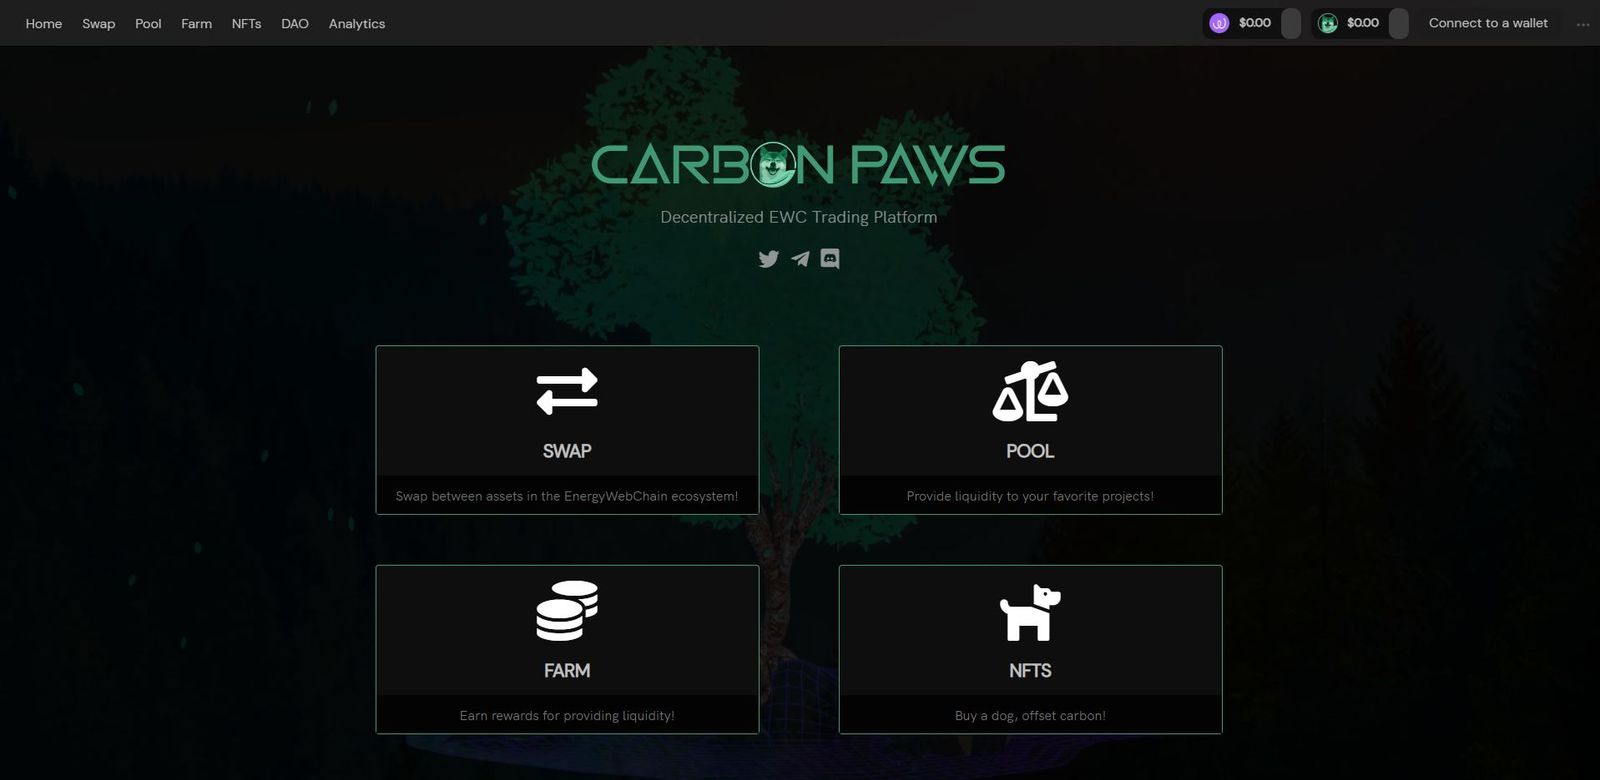 Home Swap Pool Farm NFTs DAO Analytics $0.00 $0.00 Connect to a wallet ...
CARBON PAWS
Decentralized EWC Trading Platform
SWAP
Swap between assets in the EnergyWebChain ecosystem!
POOL
Provide liquidity to your favorite projects!
FARM
Earn rewards for providing liquidity!
NFTS
Buy a dog, offset carbon!